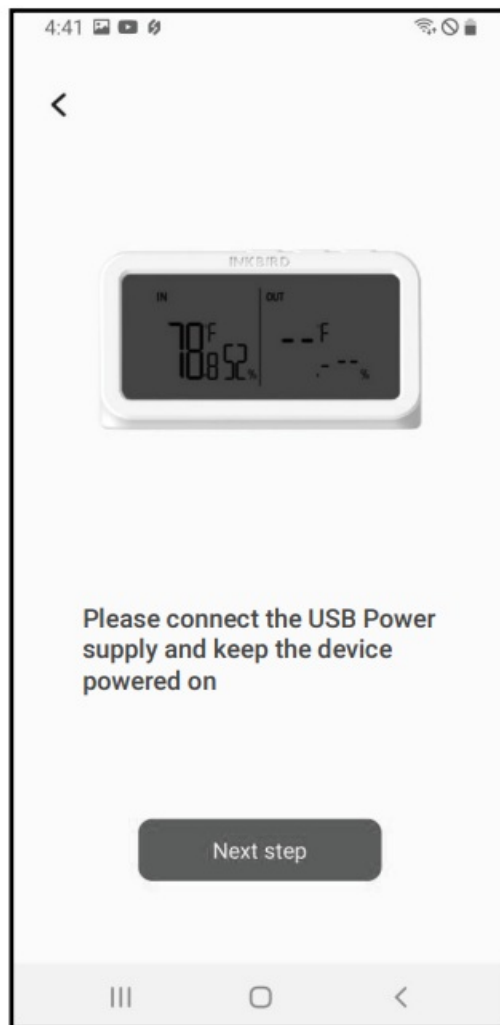 4:41
INKBIRD
IN OUT
78.8 °F 52 % -- °F
.- -- %
Please connect the USB Power
supply and keep the device
powered on
Next step